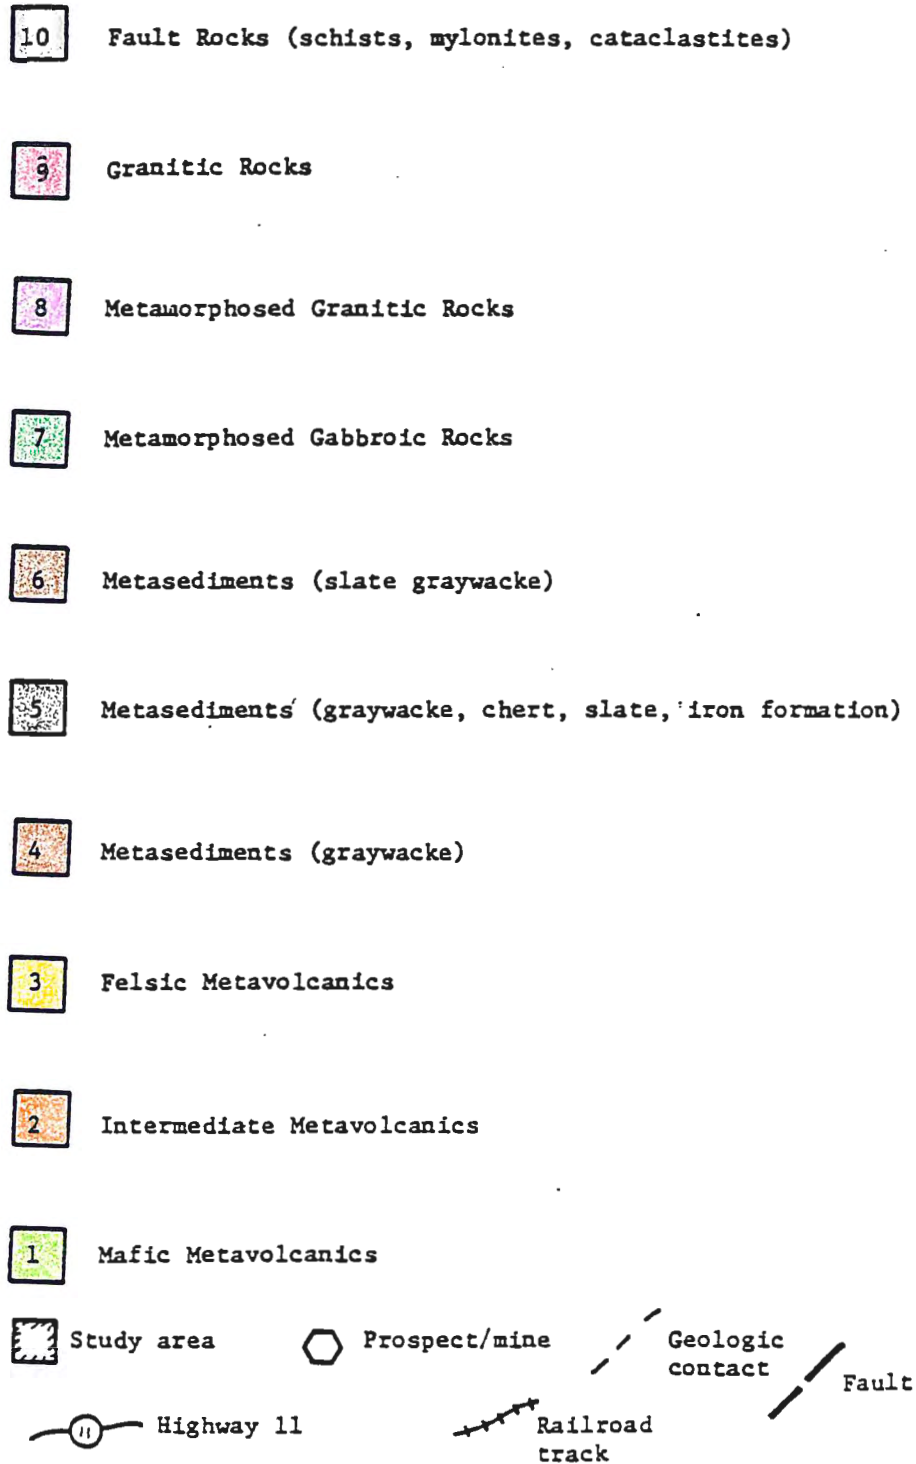 10 Fault Rocks (schists, mylonites, cataclastites)
9 Granitic Rocks
8 Metamorphosed Granitic Rocks
7 Metamorphosed Gabbroic Rocks
6 Metasediments (slate graywacke)
5 Metasediments (graywacke, chert, slate, iron formation)
4 Metasediments (graywacke)
3 Felsic Metavolcanics
2 Intermediate Metavolcanics
1 Mafic Metavolcanics
Study area
Prospect/mine
Geologic
contact
Fault
11 Highway 11
Railroad
track